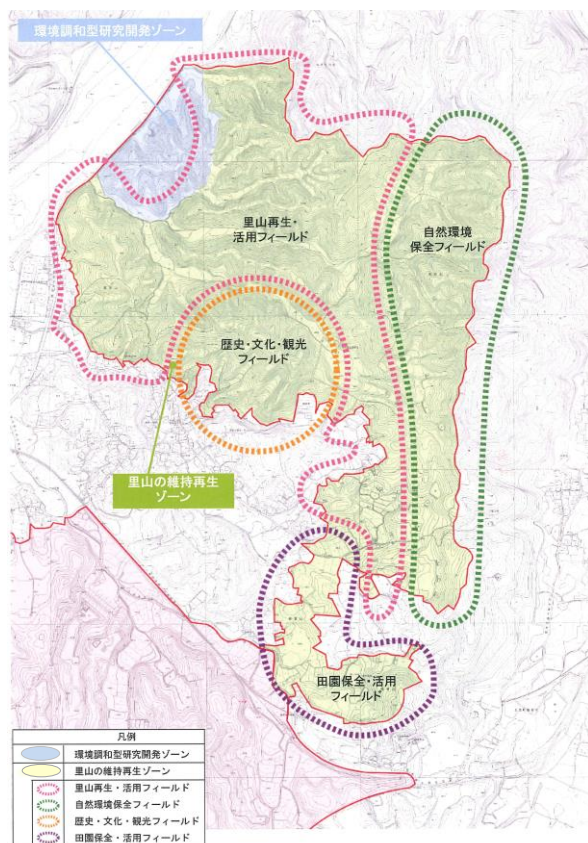 環境調和型研究開発ゾーン
里山再生・
活用フィールド
自然環境
保全フィールド
歴史・文化・観光
フィールド
里山の維持再生
ゾーン
田園保全・活用
フィールド
凡例
環境調和型研究開発ゾーン
里山の維持再生ゾーン
里山再生・活用フィールド
自然環境保全フィールド
歴史・文化・観光フィールド
田園保全・活用フィールド